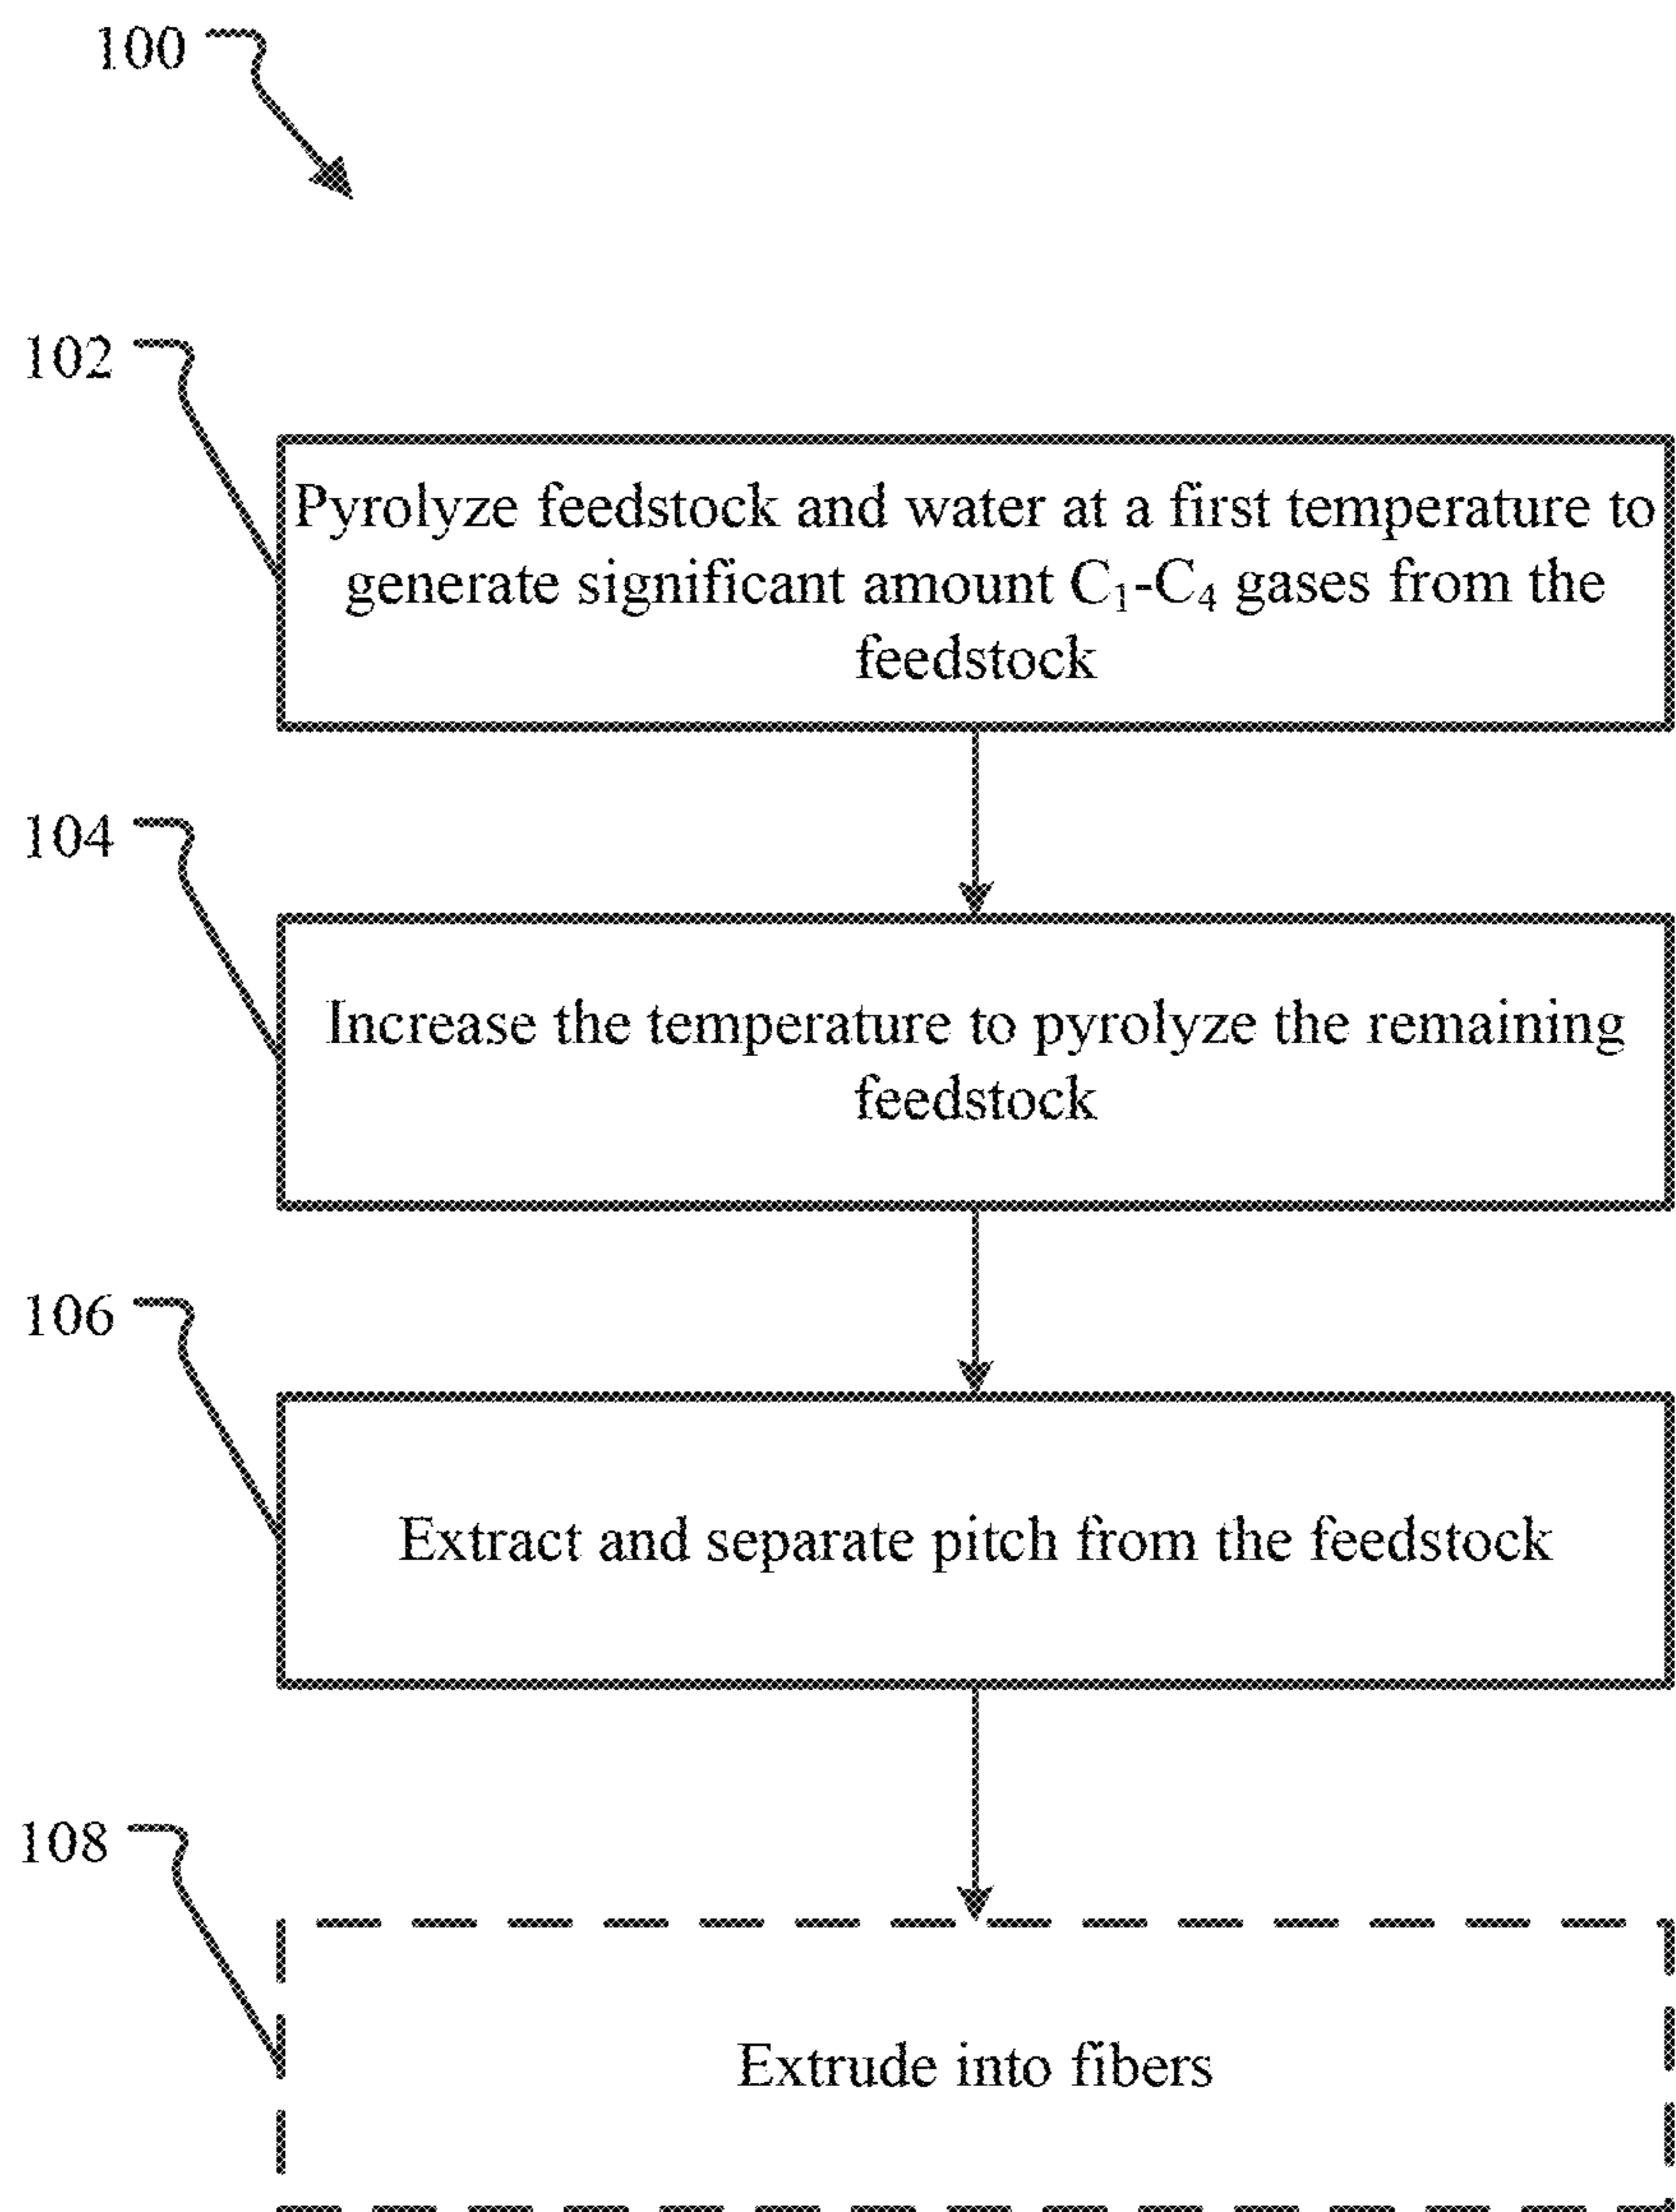 100
102
Pyrolyze feedstock and water at a first temperature to
generate significant amount C₁-C₄ gases from the
feedstock
104
Increase the temperature to pyrolyze the remaining
feedstock
106
Extract and separate pitch from the feedstock
108
Extrude into fibers